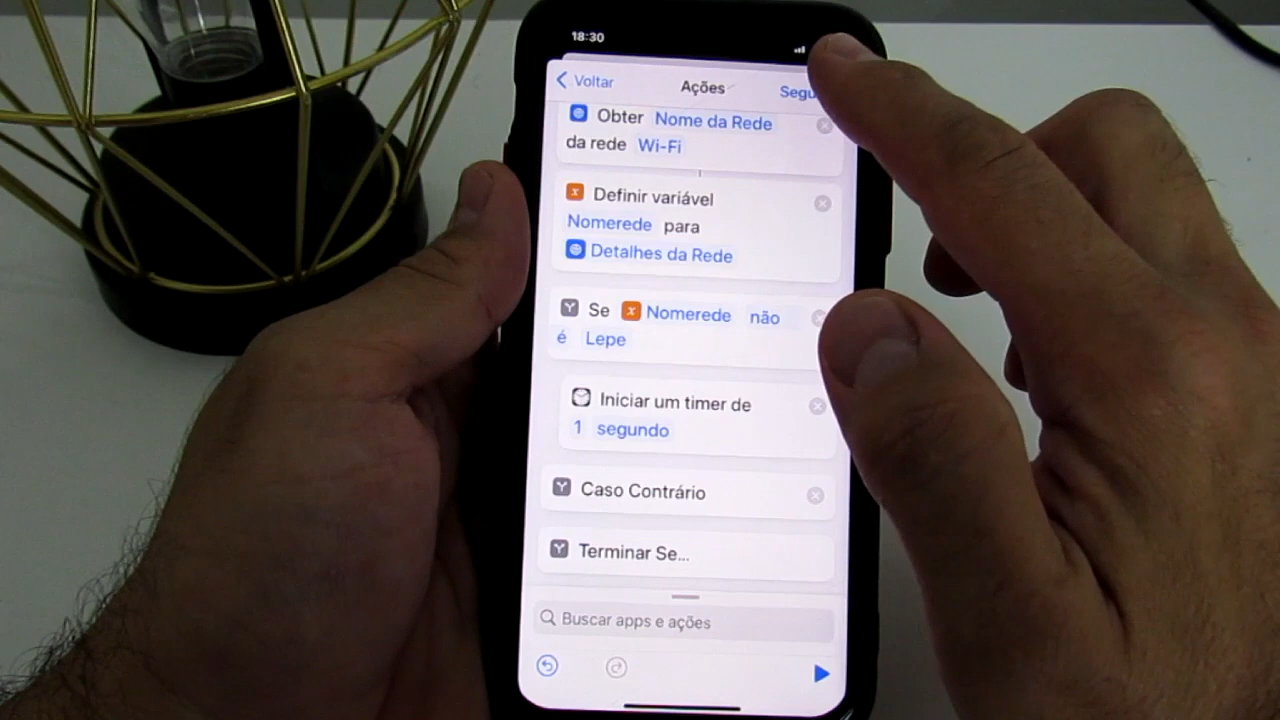 18:30
Voltar Ações Segu
Obter Nome da Rede
da rede Wi-Fi
Definir variável
Nomerede para
Detalhes da Rede
Se Nomerede não
é Lepe
Iniciar um timer de
1 segundo
Caso Contrário
Terminar Se...
Buscar apps e ações